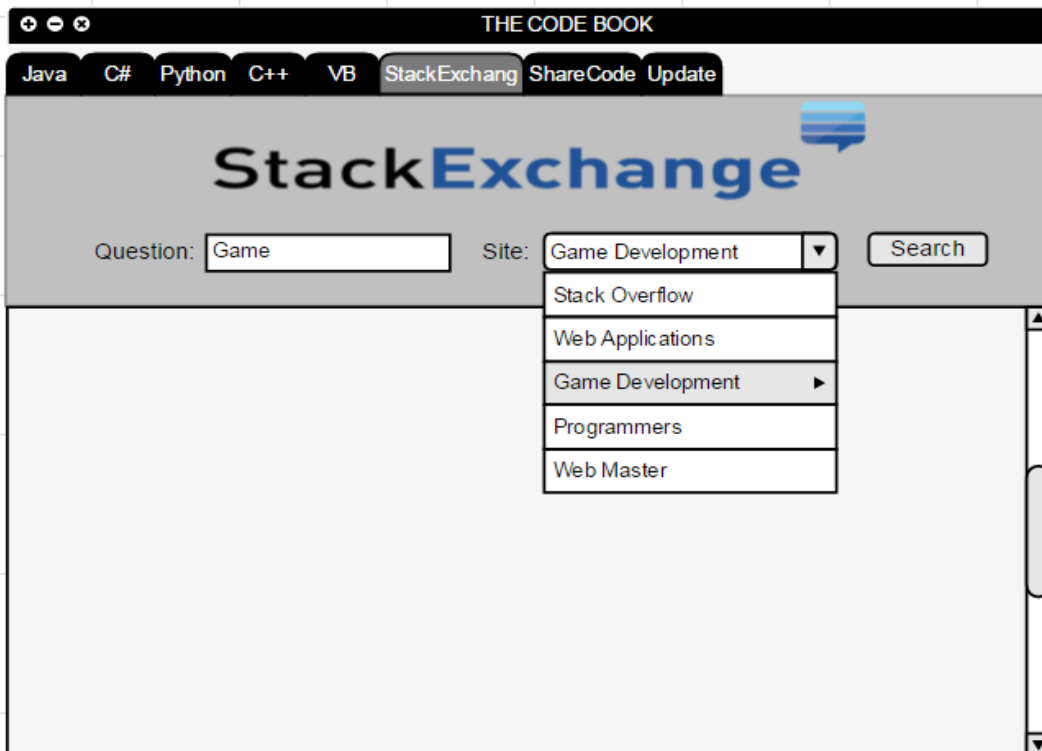 THE CODE BOOK
Java C# Python C++ VB StackExchang ShareCode Update
StackExchange
Question: Game Site: Game Development Search
Stack Overflow
Web Applications
Game Development
Programmers
Web Master